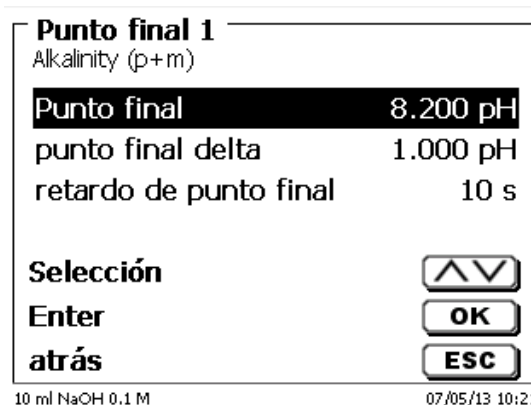 Punto final 1
Alkalinity (p+m)
Punto final 8.200 pH
punto final delta 1.000 pH
retardo de punto final 10 s
Selección
Enter OK
atrás ESC
10 ml NaOH 0.1 M 07/05/13 10:2